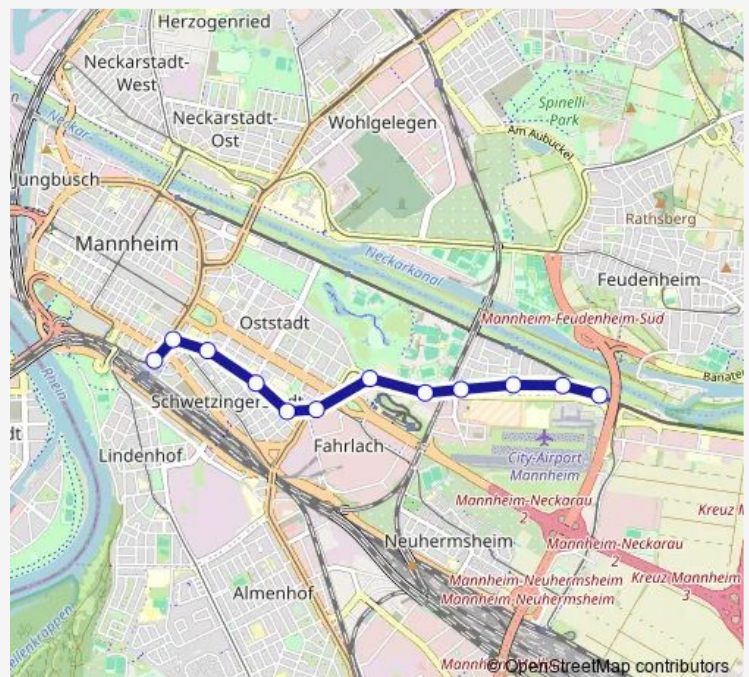 Herzogenried
Neckarstadt-
West
Neckarstadt-
Ost
Wohlgelegen
Spinelli-
Park
Am Aubuckel
Neckar
Jungbusch
Rathsberg
Mannheim
Neckarkanal
Feudenheim
Oststadt
Mannheim-Feudenheim-Süd
Rhein
Banater
Lindenhof
Fahrlach
City-Airport
Mannheim
Mannheim-Neckarau
2
Kreuz
Neuhermsheim
Mannheim-Neckarau
2
Mannheim-Neuhermsheim
Kreuz Mannheim
3
Almenhof
Mannheim-Neuhermsheim
© OpenStreetMap contributors